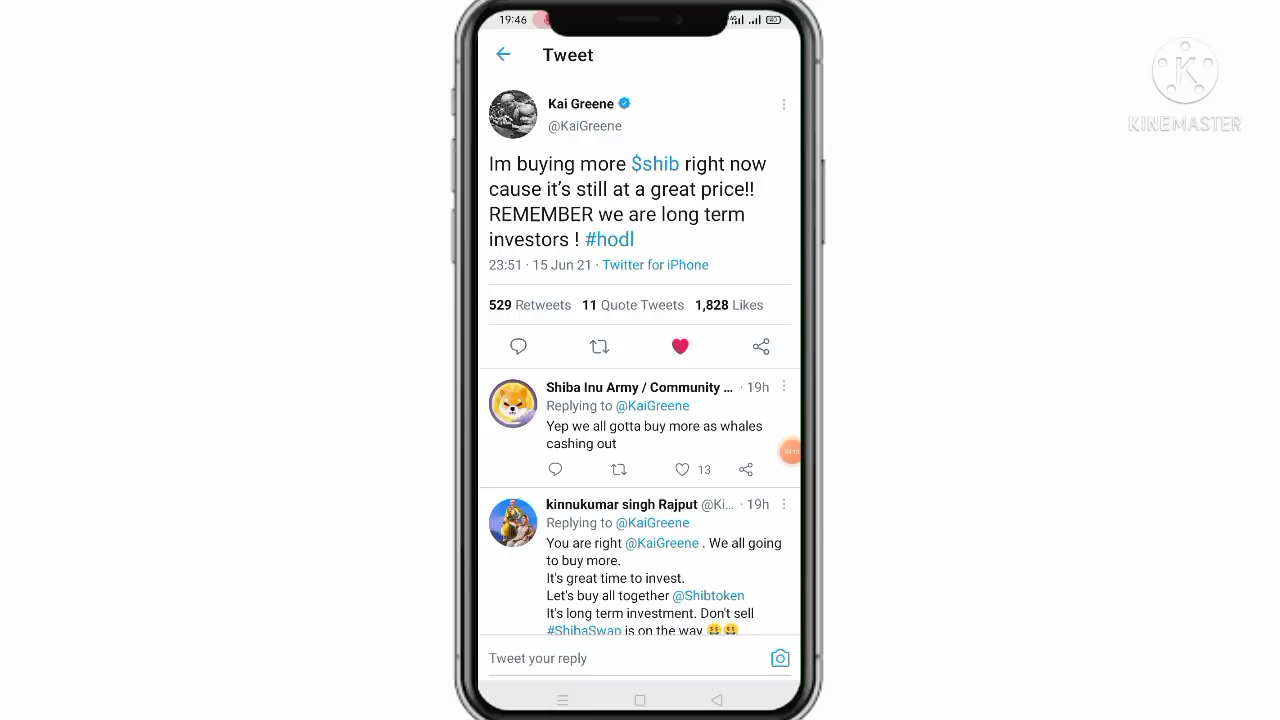 19:46
Tweet
Kai Greene
@KaiGreene
Im buying more $shib right now
cause it's still at a great price!!
REMEMBER we are long term
investors ! #hodl
23:51 · 15 Jun 21 · Twitter for iPhone
529 Retweets 11 Quote Tweets 1,828 Likes
Shiba Inu Army / Community ... · 19h
Replying to @KaiGreene
Yep we all gotta buy more as whales
cashing out
13
kinnukumar singh Rajput @Ki... · 19h
Replying to @KaiGreene
You are right @KaiGreene . We all going
to buy more.
It's great time to invest.
Let's buy all together @Shibtoken
It's long term investment. Don't sell
#ShibaSwap is on the way 🤑🤑
Tweet your reply
K
KINEMASTER